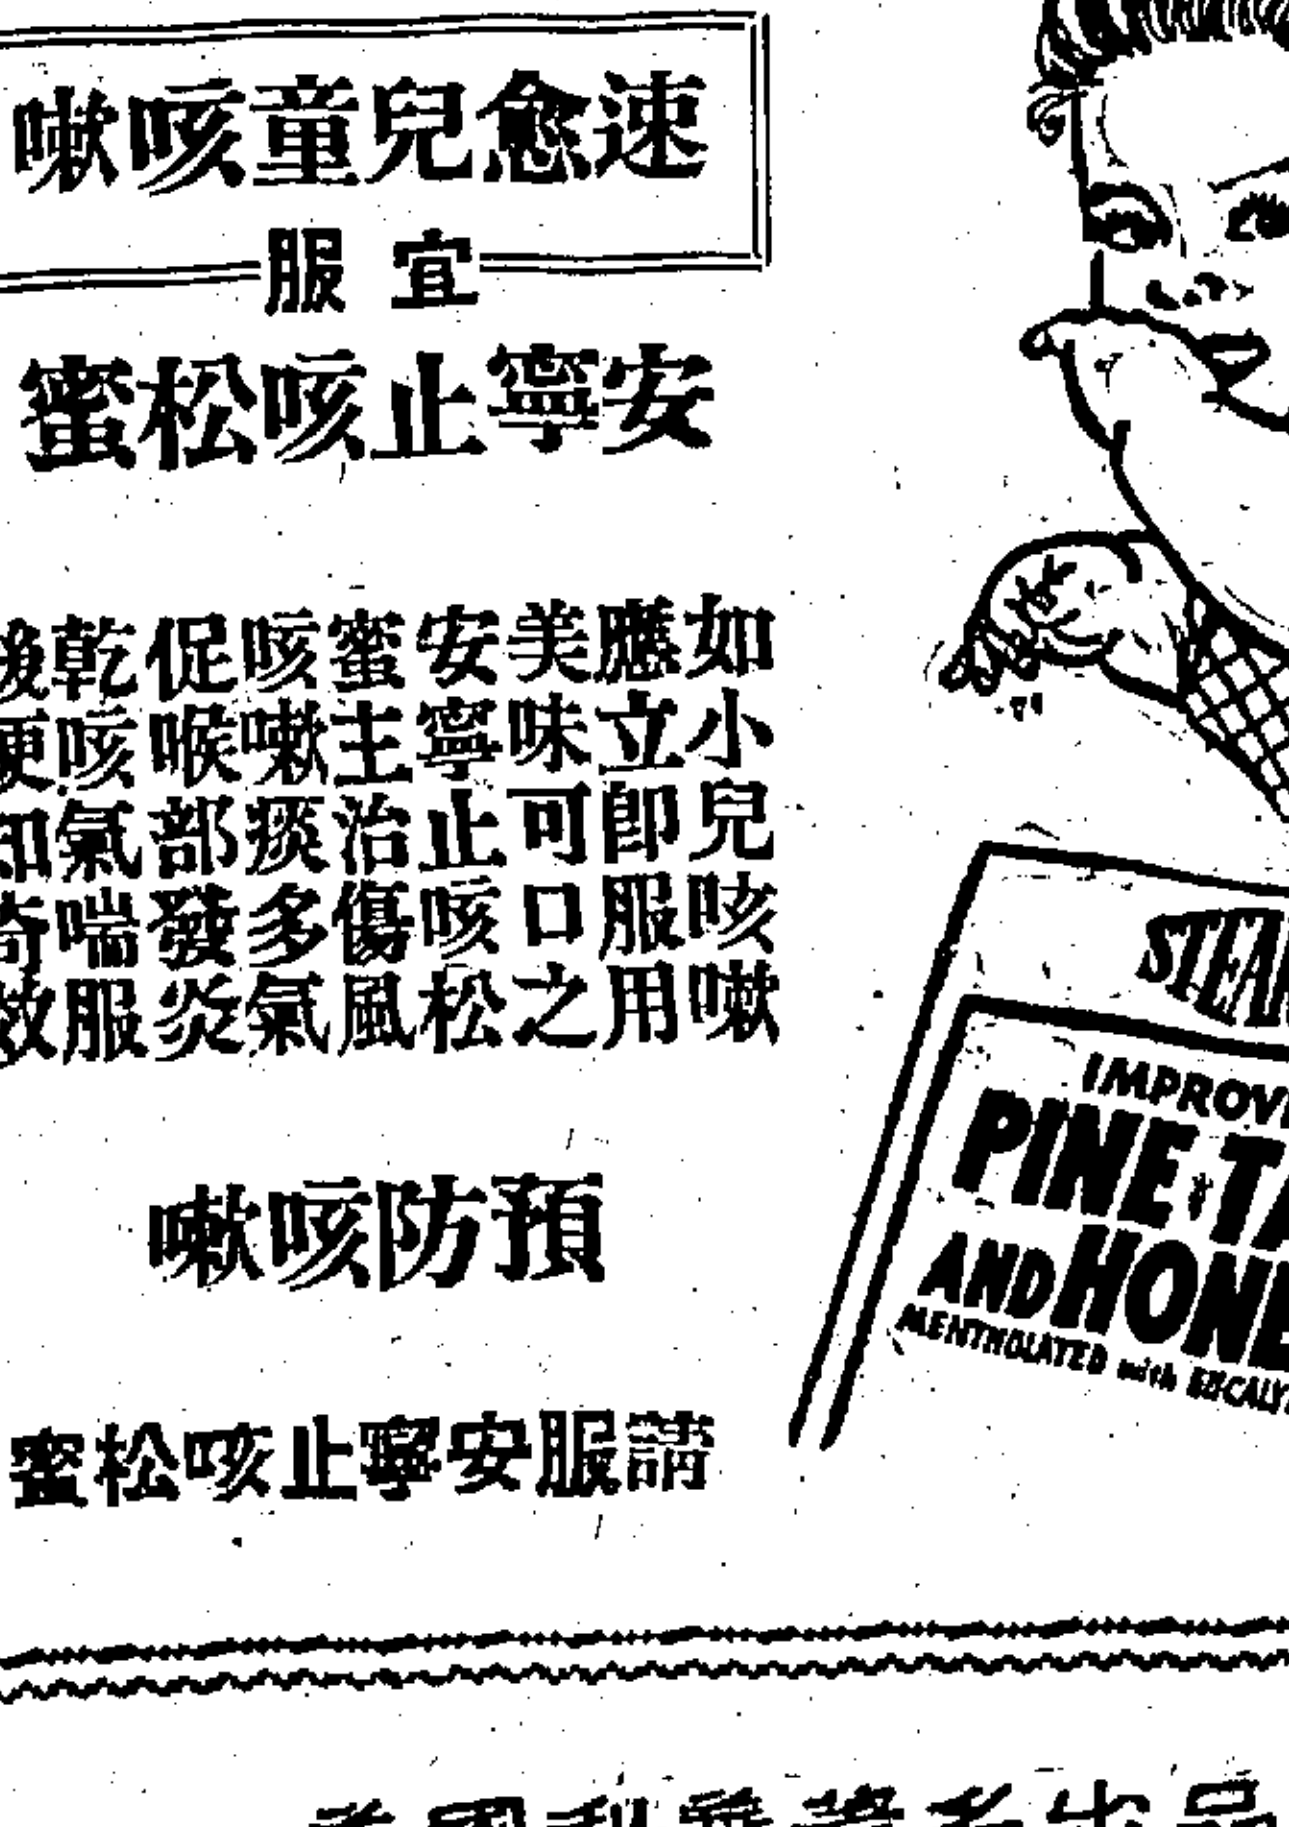 速愈兒童咳嗽
宜服
安寧止咳松蜜
如小兒咳嗽
應立即服用
美味可口之
安寧止咳松
蜜主治傷風
咳嗽痰多氣
促喉部發炎
乾咳氣喘服
預防咳嗽
請服安寧止咳松蜜
IMPROV
PINE TA
AND HONE
MENTHOLATED with EUCALY